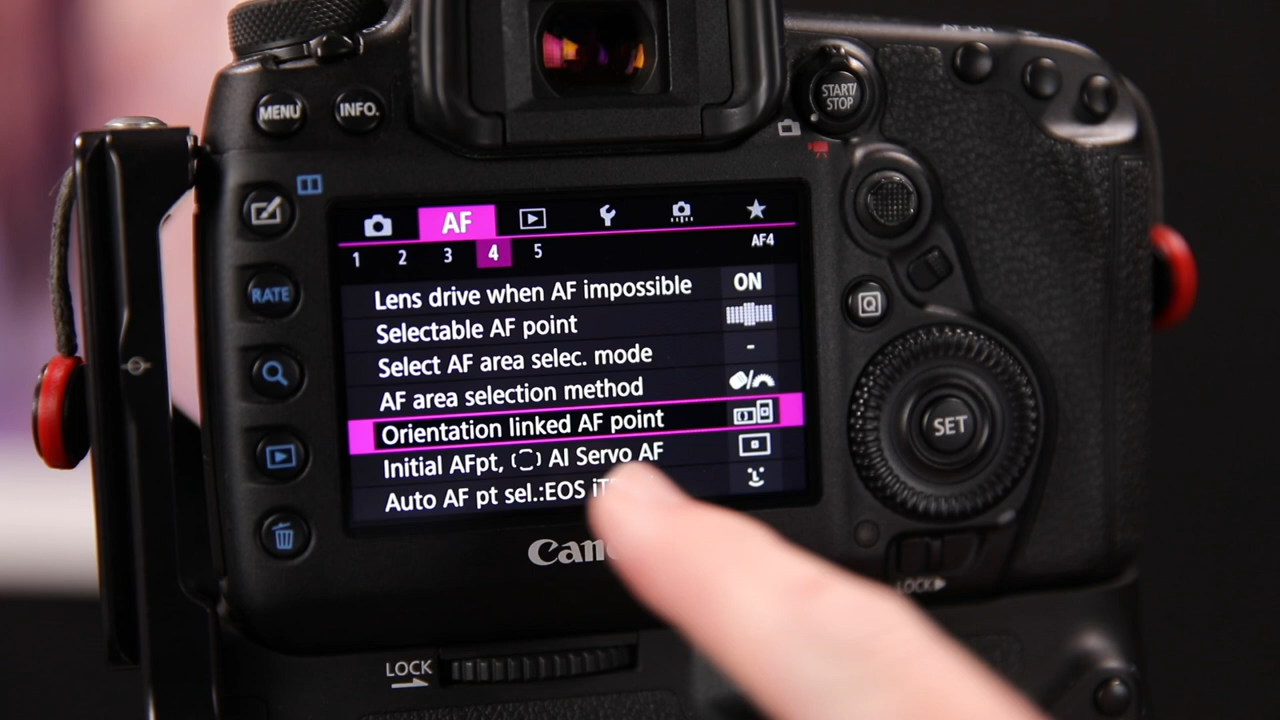 AF-ON
MENU
INFO.
START/
STOP
RATE
AF
1 2 3 4 5
AF4
Lens drive when AF impossible ON
Selectable AF point
Select AF area selec. mode -
AF area selection method
Orientation linked AF point
Initial AFpt, AI Servo AF
Auto AF pt sel.:EOS
Q
SET
LOCK
LOCK